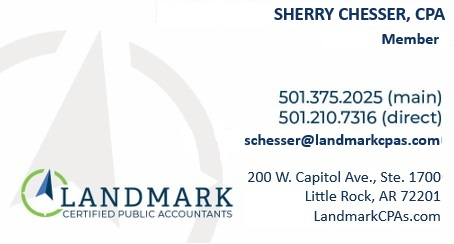 SHERRY CHESSER, CPA
Member
501.375.2025 (main)
501.210.7316 (direct)
schesser@landmarkcpas.com
200 W. Capitol Ave., Ste. 1700
Little Rock, AR 72201
LandmarkCPAs.com
LANDMARK
CERTIFIED PUBLIC ACCOUNTANTS